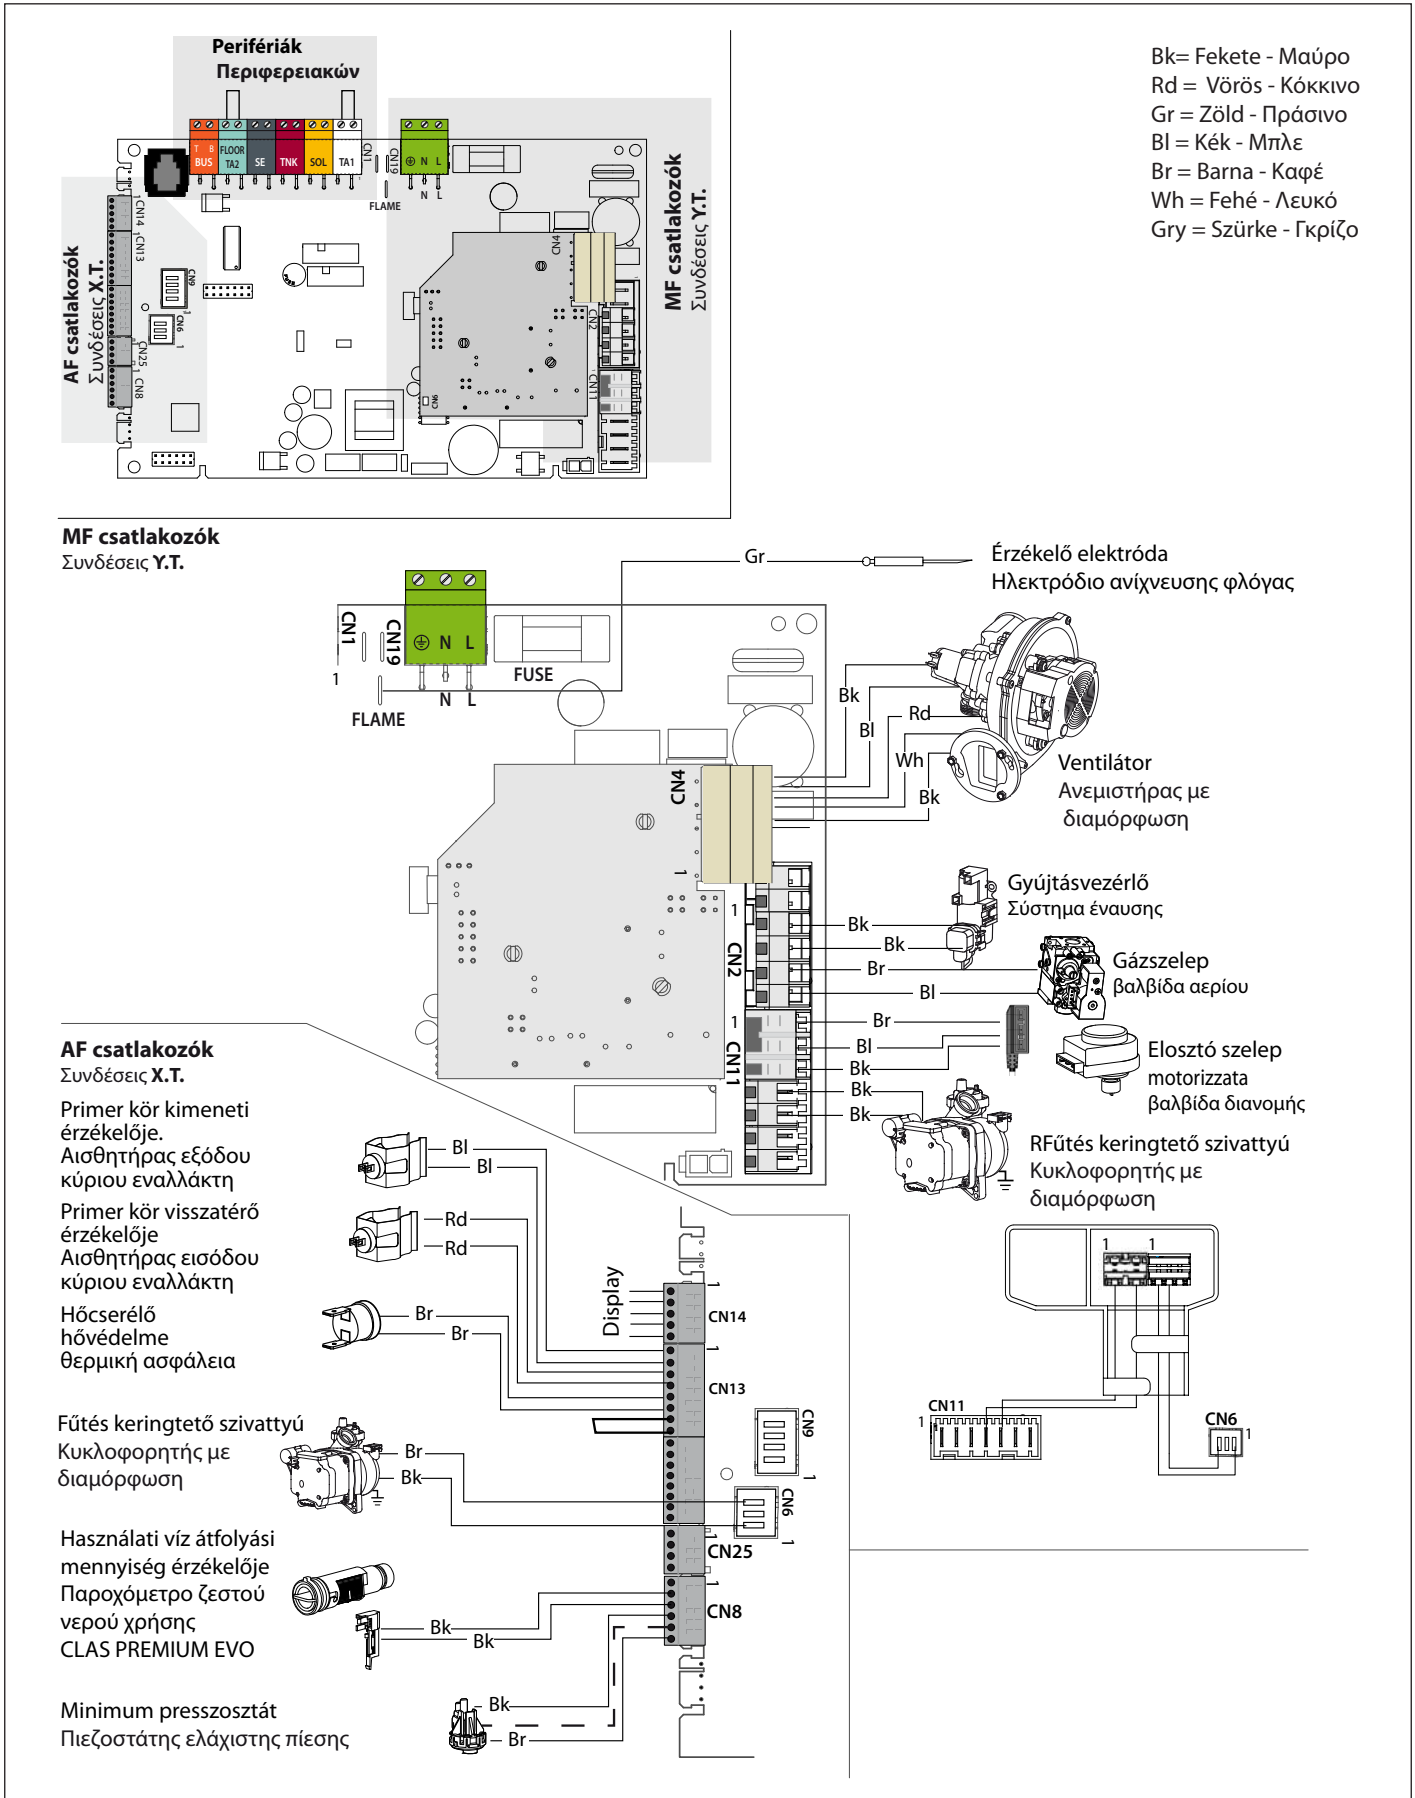 Perifériák
Περιφερειακών
T B
BUS
FLOOR
TA2
SE
TNK
SOL
TA1
CN1
CN19
N L
N L
FLAME
1
CN14
1
CN13
CN9
1
CN6
1
CN25
1
CN8
CN4
CN2
CN11
CN6
AF csatlakozók
Συνδέσεις Χ.Τ.
MF csatlakozók
Συνδέσεις Υ.Τ.
Bk= Fekete - Μαύρο
Rd = Vörös - Κόκκινο
Gr = Zöld - Πράσινο
Bl = Kék - Μπλε
Br = Barna - Καφέ
Wh = Fehé - Λευκό
Gry = Szürke - Γκρίζο
MF csatlakozók
Συνδέσεις Υ.Τ.
Gr
Érzékelő elektróda
Ηλεκτρόδιο ανίχνευσης φλόγας
CN1
CN19
N L
1
FUSE
N L
FLAME
Bk
Bl
Rd
Wh
Bk
Ventilátor
Ανεμιστήρας με
διαμόρφωση
CN4
1
Gyújtásvezérlő
Σύστημα έναυσης
1
CN2
Bk
Bk
Br
Bl
Gázszelep
βαλβίδα αερίου
1
CN11
Br
Bl
Bk
Elosztó szelep
motorizzata
βαλβίδα διανομής
Bk
Bk
RFűtés keringtető szivattyú
Κυκλοφορητής με
διαμόρφωση
AF csatlakozók
Συνδέσεις Χ.Τ.
Primer kör kimeneti
érzékelője.
Αισθητήρας εξόδου
κύριου εναλλάκτη
Bl
Bl
Primer kör visszatérő
érzékelője
Αισθητήρας εισόδου
κύριου εναλλάκτη
Rd
Rd
Hőcserélő
hővédelme
θερμική ασφάλεια
Br
Br
Display
1
CN14
1
CN13
Fűtés keringtető szivattyú
Κυκλοφορητής με
διαμόρφωση
Br
Bk
CN9
1
CN6
1
1
CN25
1
CN8
Használati víz átfolyási
mennyiség érzékelője
Παροχόμετρο ζεστού
νερού χρήσης
CLAS PREMIUM EVO
Bk
Bk
Minimum presszosztát
Πιεζοστάτης ελάχιστης πίεσης
Bk
Br
1 1
CN11
1
CN6
1